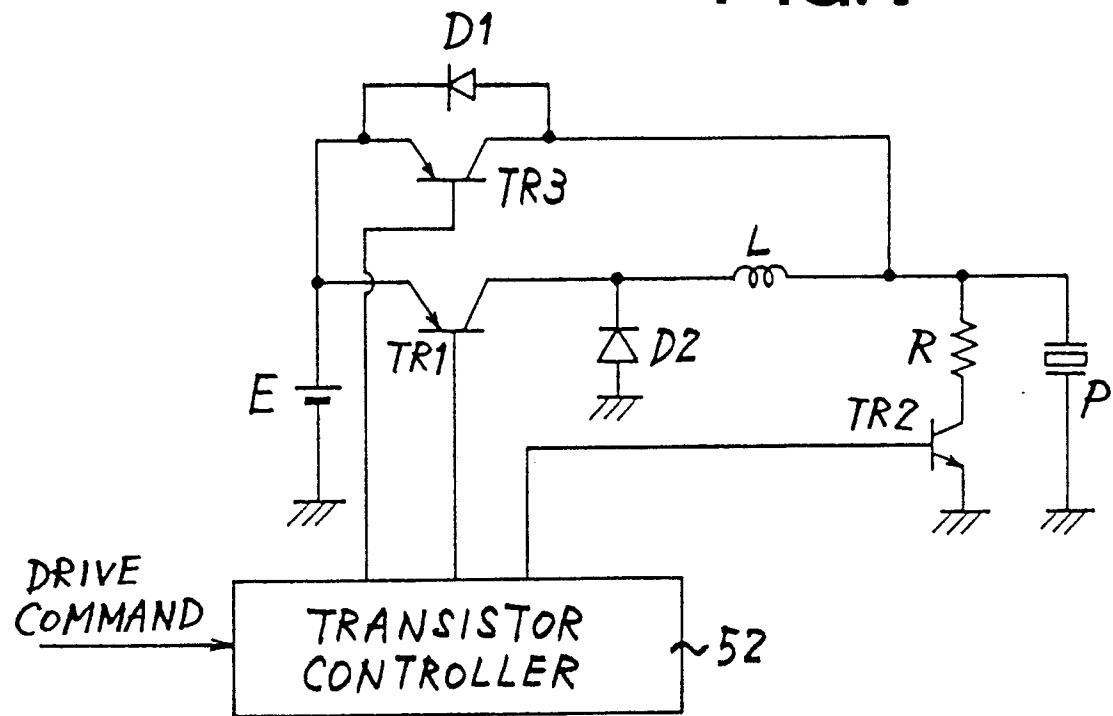 D1
TR3
L
TR1
D2
R
P
E
TR2
DRIVE
COMMAND
TRANSISTOR
CONTROLLER
52